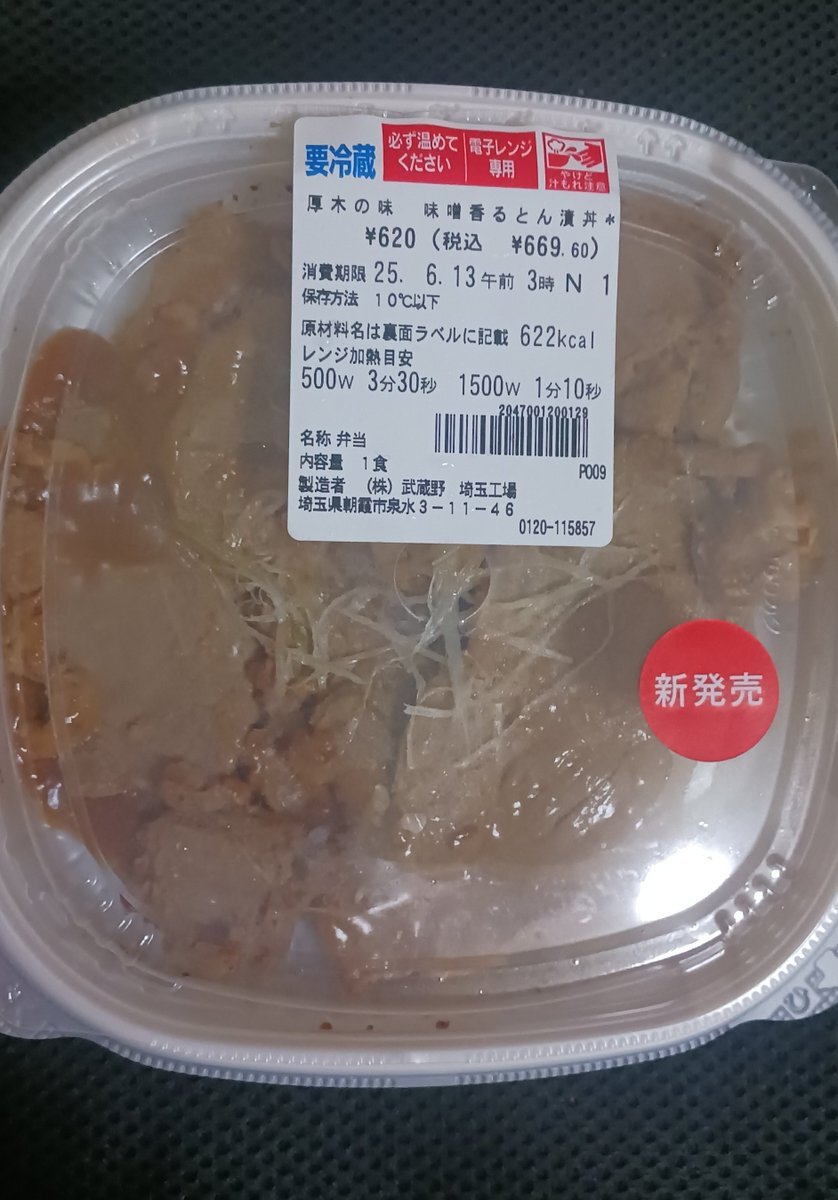 要冷蔵
必ず温めて
ください
電子レンジ
専用
やけど
汁もれ注意
厚木の味 味噌香るとん漬丼*
¥620 (税込 ¥669.60)
消費期限 25. 6.13午前 3時 N 1
保存方法 10℃以下
原材料名は裏面ラベルに記載 622kcal
レンジ加熱目安
500W 3分30秒 1500W 1分10秒
2047001200129
名称 弁当
内容量 1食
P009
製造者 (株) 武蔵野 埼玉工場
埼玉県朝霞市泉水3-11-46
0120-115857
新発売